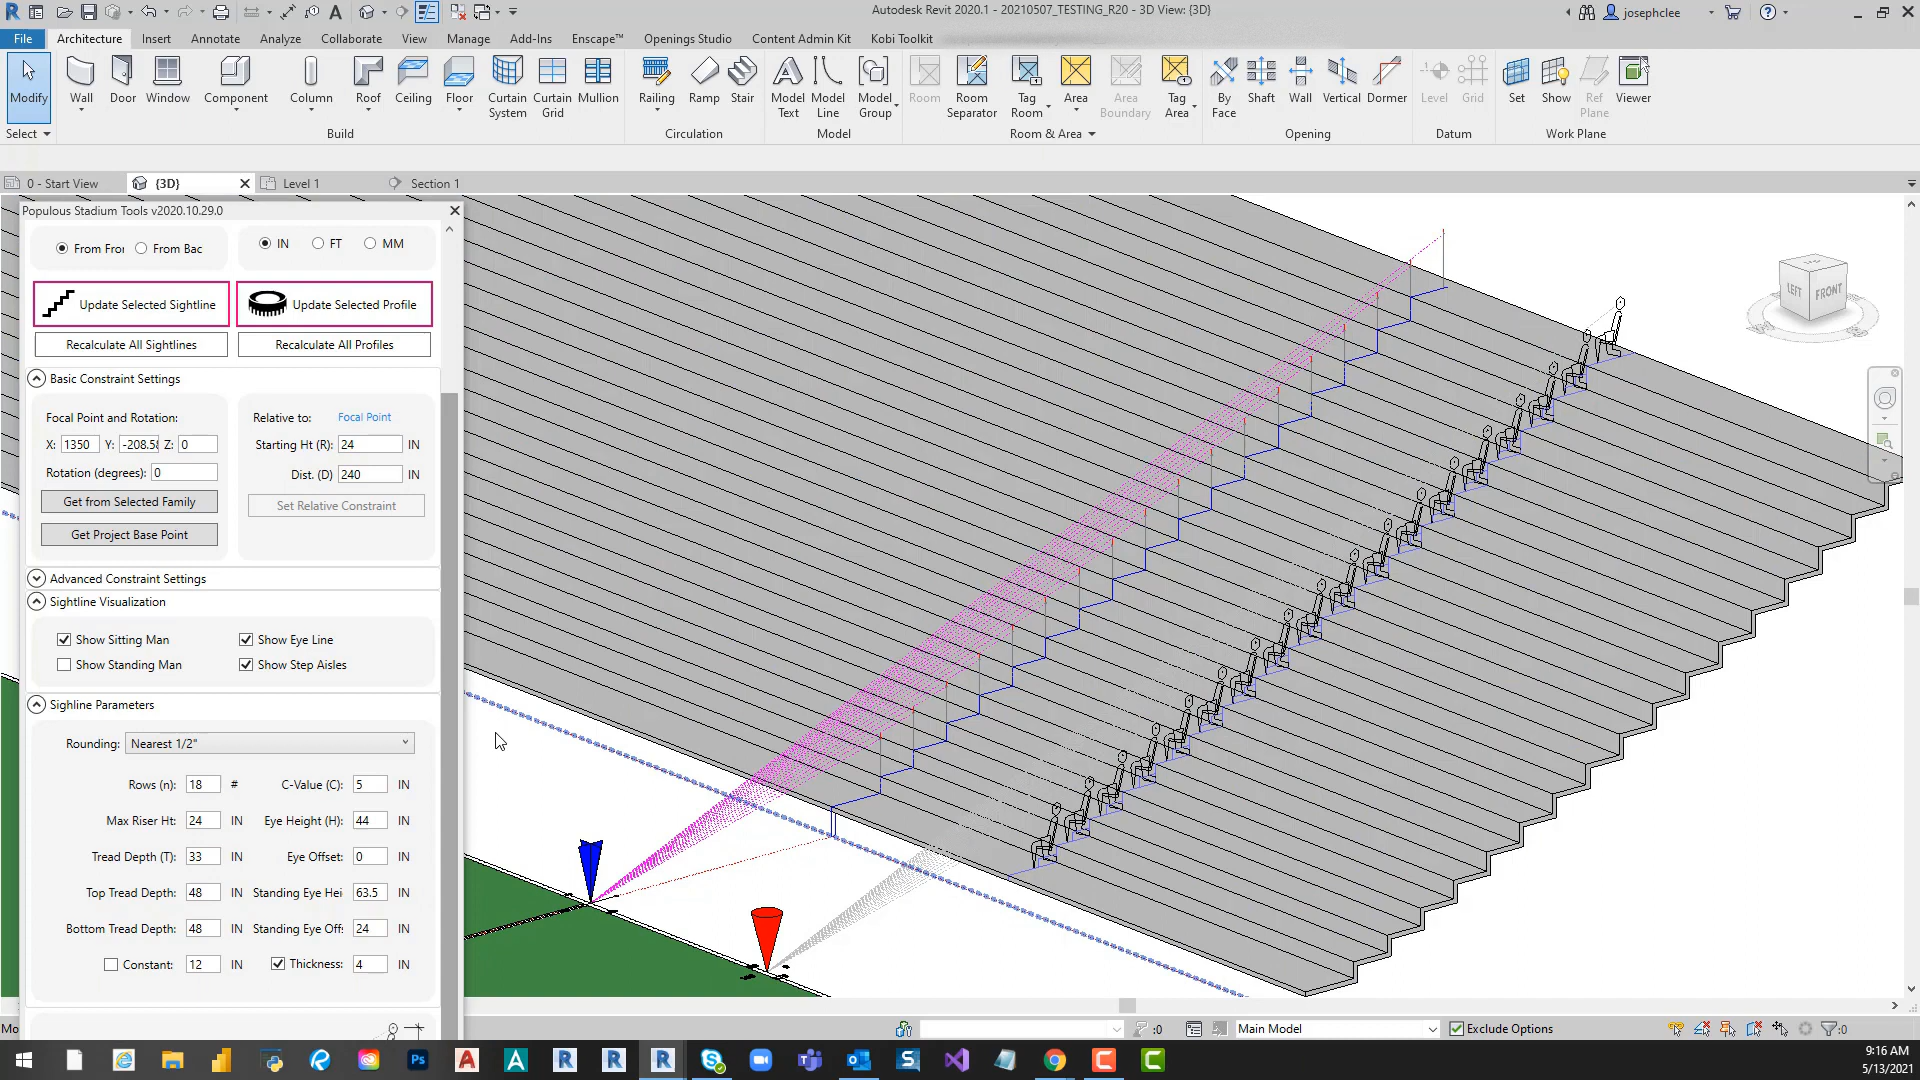 Autodesk Revit 2020.1 - 20210507_TESTING_R20 - 3D View: {3D}
josephclee
File Architecture Insert Annotate Analyze Collaborate View Manage Add-Ins Enscape™ Openings Studio Content Admin Kit Kobi Toolkit
Modify Wall Door Window Component Column Roof Ceiling Floor Curtain System Curtain Grid Mullion Railing Ramp Stair Model Text Model Line Model Group Room Room Separator Tag Room Area Area Boundary Tag Area By Face Shaft Wall Vertical Dormer Level Grid Set Show Ref Plane Viewer
Select Build Circulation Model Room & Area Opening Datum Work Plane
0 - Start View {3D} Level 1 Section 1
Populous Stadium Tools v2020.10.29.0
From Froi From Bac IN FT MM
Update Selected Sightline Update Selected Profile
Recalculate All Sightlines Recalculate All Profiles
Basic Constraint Settings
Focal Point and Rotation: Relative to: Focal Point
X: 1350 Y: -208.58 Z: 0 Starting Ht (R): 24 IN
Rotation (degrees): 0 Dist. (D) 240 IN
Get from Selected Family Set Relative Constraint
Get Project Base Point
Advanced Constraint Settings
Sightline Visualization
Show Sitting Man Show Eye Line
Show Standing Man Show Step Aisles
Sighline Parameters
Rounding: Nearest 1/2"
Rows (n): 18 # C-Value (C): 5 IN
Max Riser Ht: 24 IN Eye Height (H): 44 IN
Tread Depth (T): 33 IN Eye Offset: 0 IN
Top Tread Depth: 48 IN Standing Eye Hei 63.5 IN
Bottom Tread Depth: 48 IN Standing Eye Off: 24 IN
Constant: 12 IN Thickness: 4 IN
LEFT FRONT
Mo :0 Main Model Exclude Options :0
9:16 AM
5/13/2021